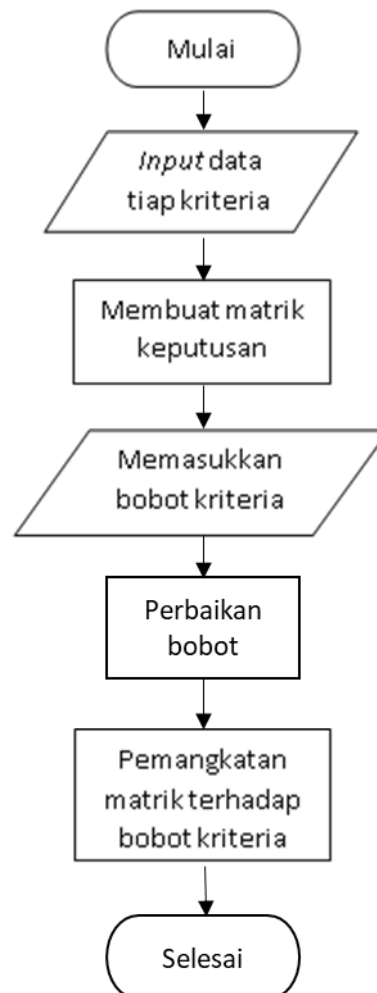 Mulai
Input data
tiap kriteria
Membuat matrik
keputusan
Memasukkan
bobot kriteria
Perbaikan
bobot
Pemangkatan
matrik terhadap
bobot kriteria
Selesai